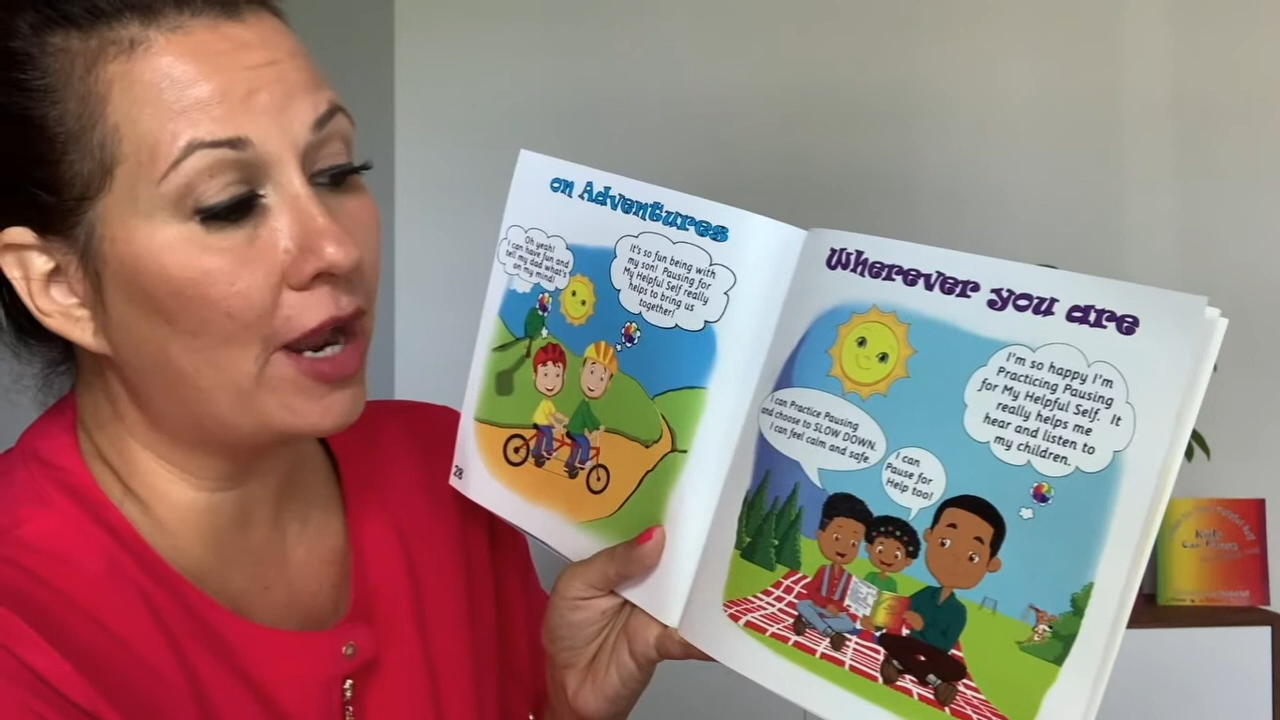 on Adventures
Oh yeah!
I can have fun and
tell my dad what's
on my mind!
It's so fun being with
my son! Pausing for
My Helpful Self really
helps to bring us
together!
28
Wherever you are
I can Practice Pausing
and choose to SLOW DOWN.
I can feel calm and safe.
I can
Pause for
Help too!
I'm so happy I'm
Practicing Pausing
for My Helpful Self. It
really helps me
hear and listen to
my children.
Kids
Can